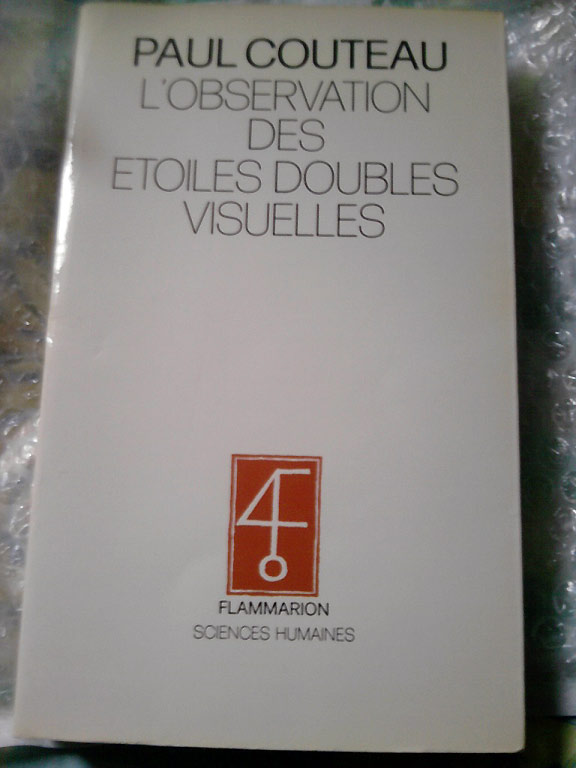 PAUL COUTEAU
L'OBSERVATION
DES
ETOILES DOUBLES
VISUELLES
FLAMMARION
SCIENCES HUMAINES